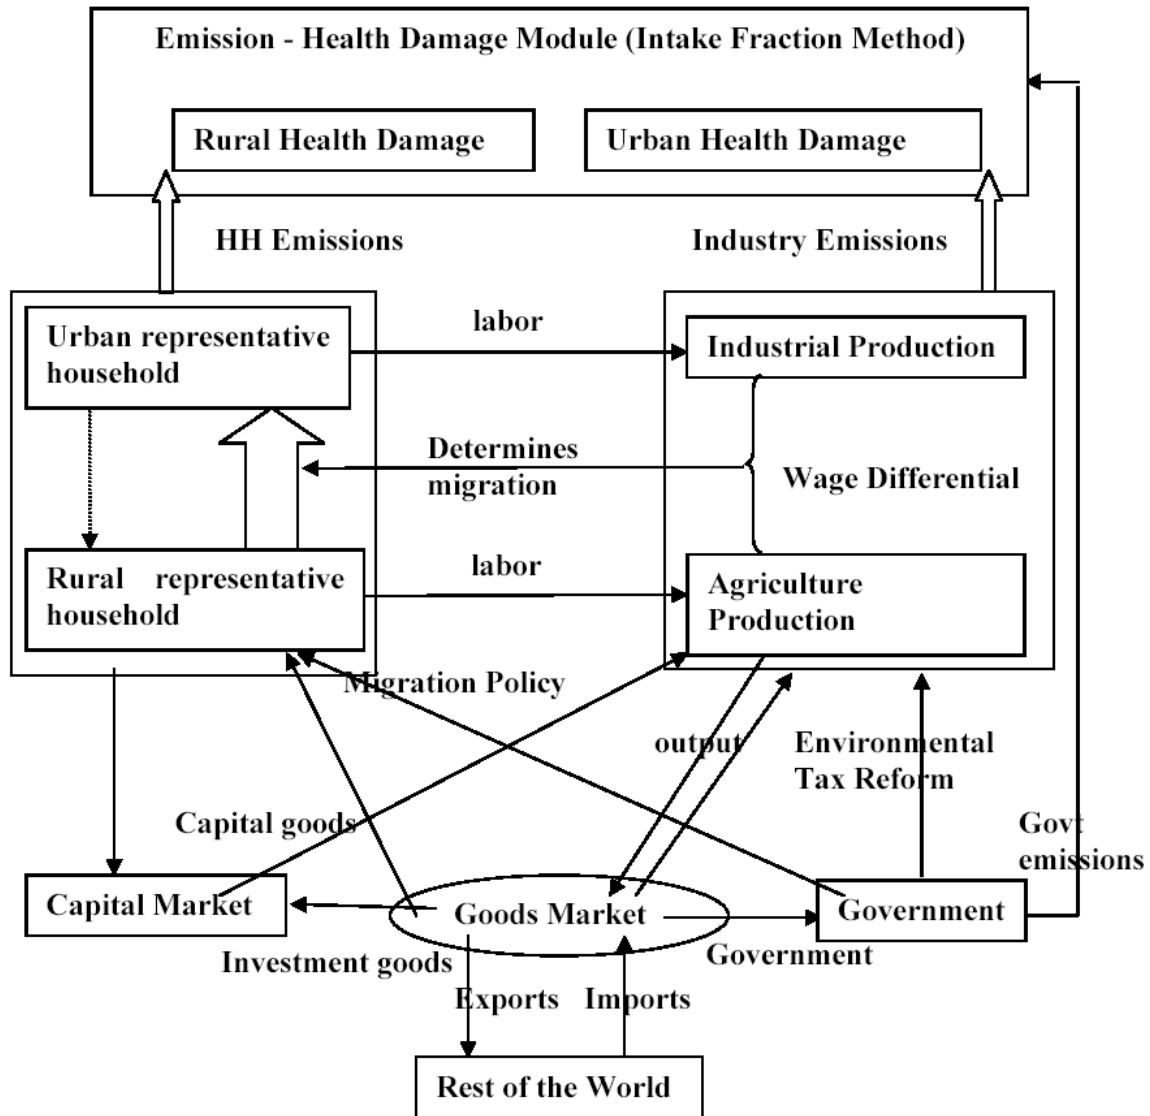 Emission - Health Damage Module (Intake Fraction Method)
Rural Health Damage
Urban Health Damage
HH Emissions
Industry Emissions
Urban representative
household
labor
Industrial Production
Determines
migration
Wage Differential
Rural representative
household
labor
Agriculture
Production
Migration Policy
output
Environmental
Tax Reform
Capital goods
Govt
emissions
Capital Market
Goods Market
Government
Investment goods
Government
Exports
Imports
Rest of the World